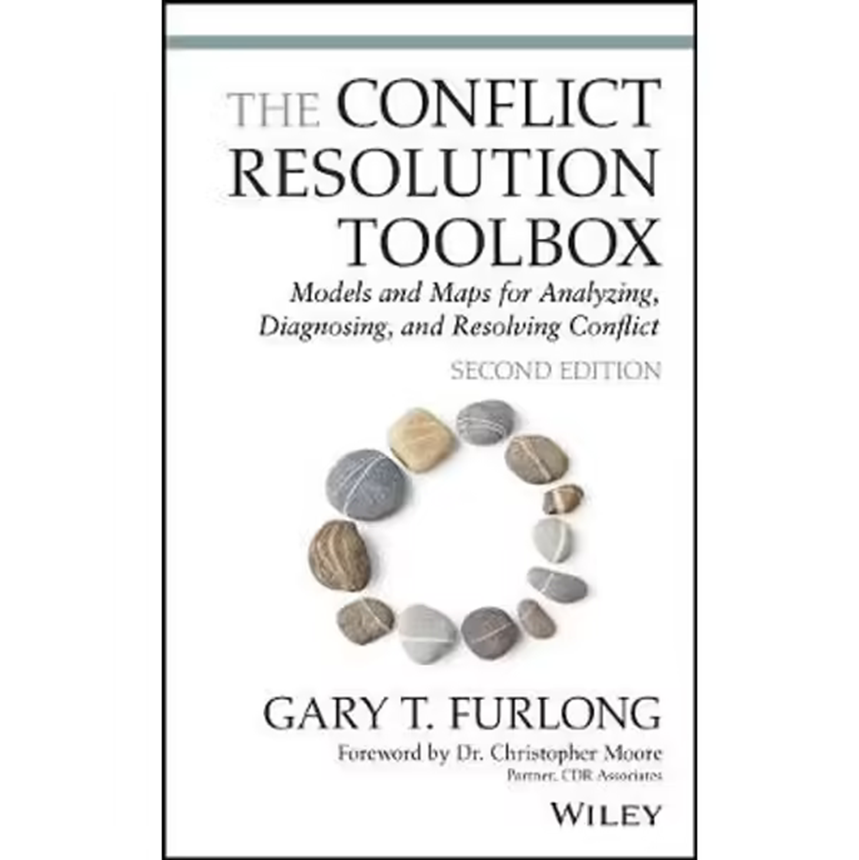 THE CONFLICT
RESOLUTION
TOOLBOX
Models and Maps for Analyzing,
Diagnosing, and Resolving Conflict
SECOND EDITION
GARY T. FURLONG
Foreword by Dr. Christopher Moore
Partner, CDR Associates
WILEY